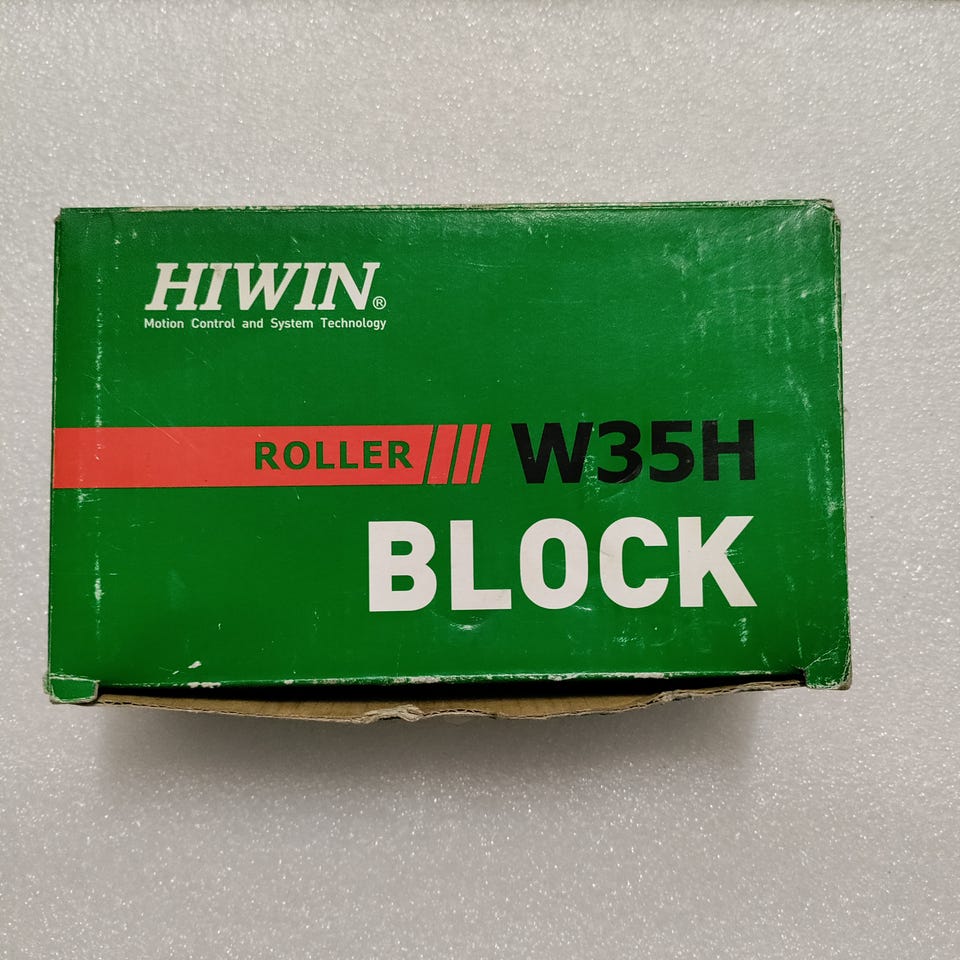 HIWIN®
Motion Control and System Technology
ROLLER W35H
BLOCK